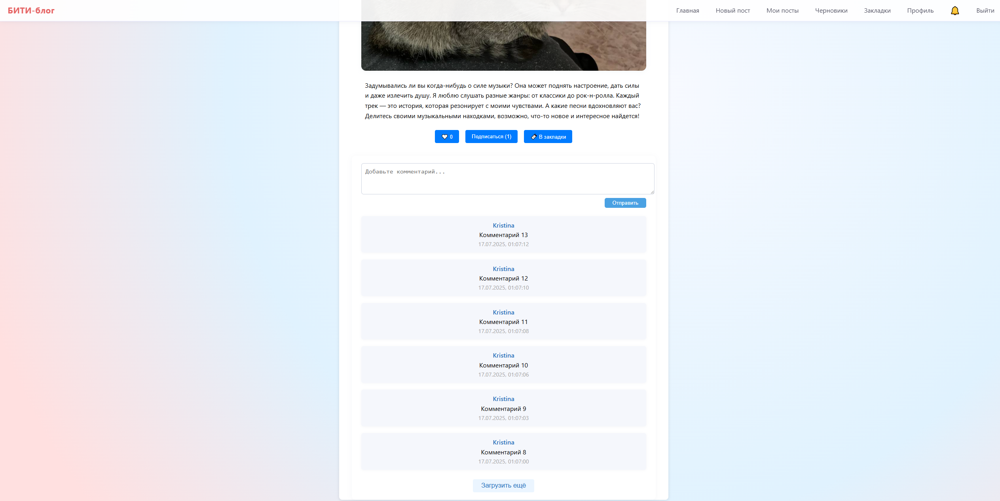 БИТИ-блог
Главная Новый пост Мои посты Черновики Закладки Профиль Выйти
Задумывались ли вы когда-нибудь о силе музыки? Она может поднять настроение, дать силы
и даже излечить душу. Я люблю слушать разные жанры: от классики до рок-н-ролла. Каждый
трек — это история, которая резонирует с моими чувствами. А какие песни вдохновляют вас?
Делитесь своими музыкальными находками, возможно, что-то новое и интересное найдется!
0 Подписаться (1) В закладки
Добавьте комментарий...
Отправить
Kristina
Комментарий 13
17.07.2025, 01:07:12
Kristina
Комментарий 12
17.07.2025, 01:07:10
Kristina
Комментарий 11
17.07.2025, 01:07:08
Kristina
Комментарий 10
17.07.2025, 01:07:06
Kristina
Комментарий 9
17.07.2025, 01:07:03
Kristina
Комментарий 8
17.07.2025, 01:07:00
Загрузить ещё